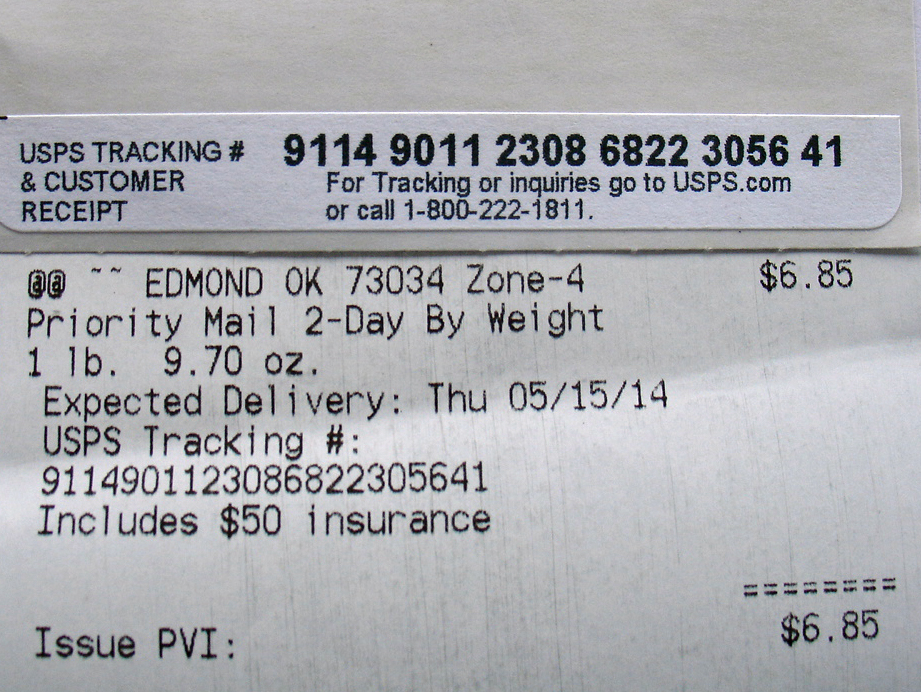 USPS TRACKING # 9114 9011 2308 6822 3056 41
& CUSTOMER For Tracking or inquiries go to USPS.com
RECEIPT or call 1-800-222-1811.
@@ ~~ EDMOND OK 73034 Zone-4 $6.85
Priority Mail 2-Day By Weight
1 lb. 9.70 oz.
Expected Delivery: Thu 05/15/14
USPS Tracking #:
9114901123086822305641
Includes $50 insurance
========
Issue PVI: $6.85